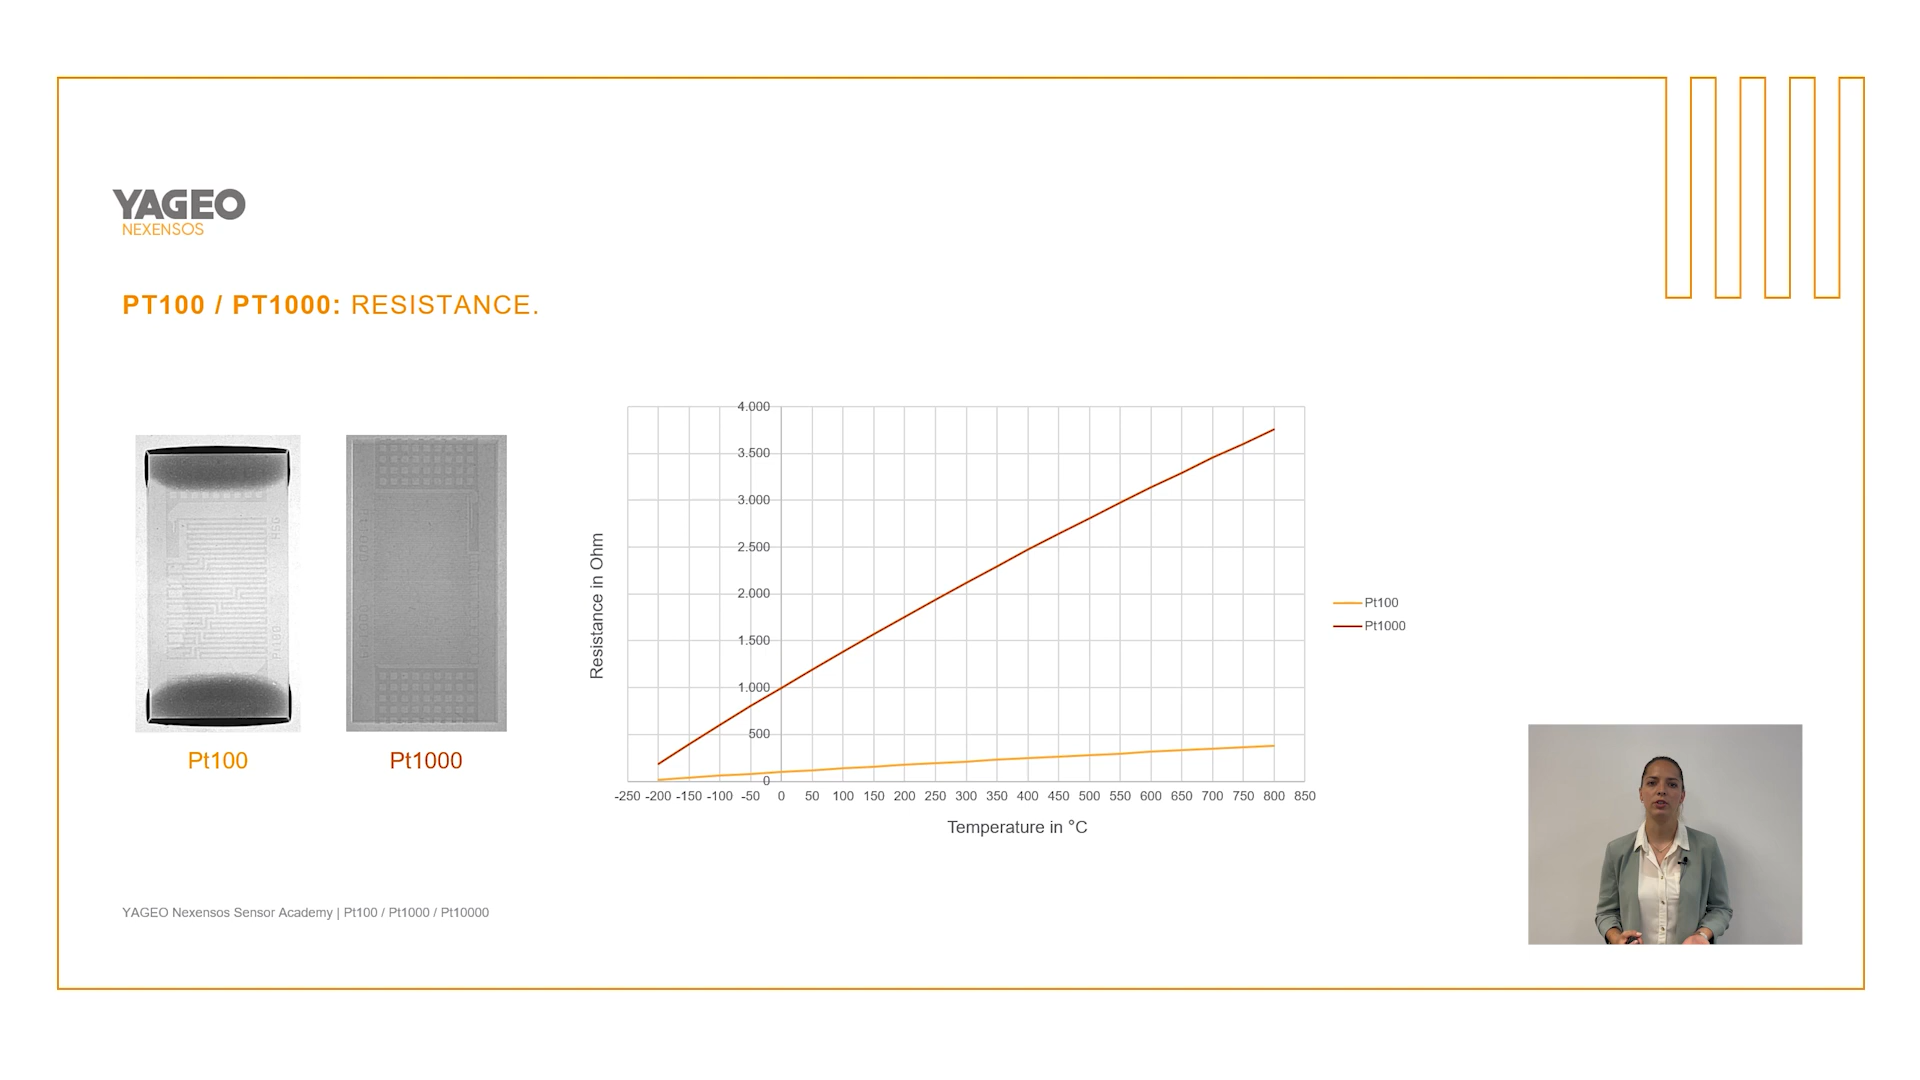 YAGEO
NEXENSOS
PT100 / PT1000: RESISTANCE.
Pt100
Pt1000
Resistance in Ohm
4.000
3.500
3.000
2.500
2.000
1.500
1.000
500
0
-250 -200 -150 -100 -50 0 50 100 150 200 250 300 350 400 450 500 550 600 650 700 750 800 850
Temperature in °C
Pt100
Pt1000
YAGEO Nexensos Sensor Academy | Pt100 / Pt1000 / Pt10000